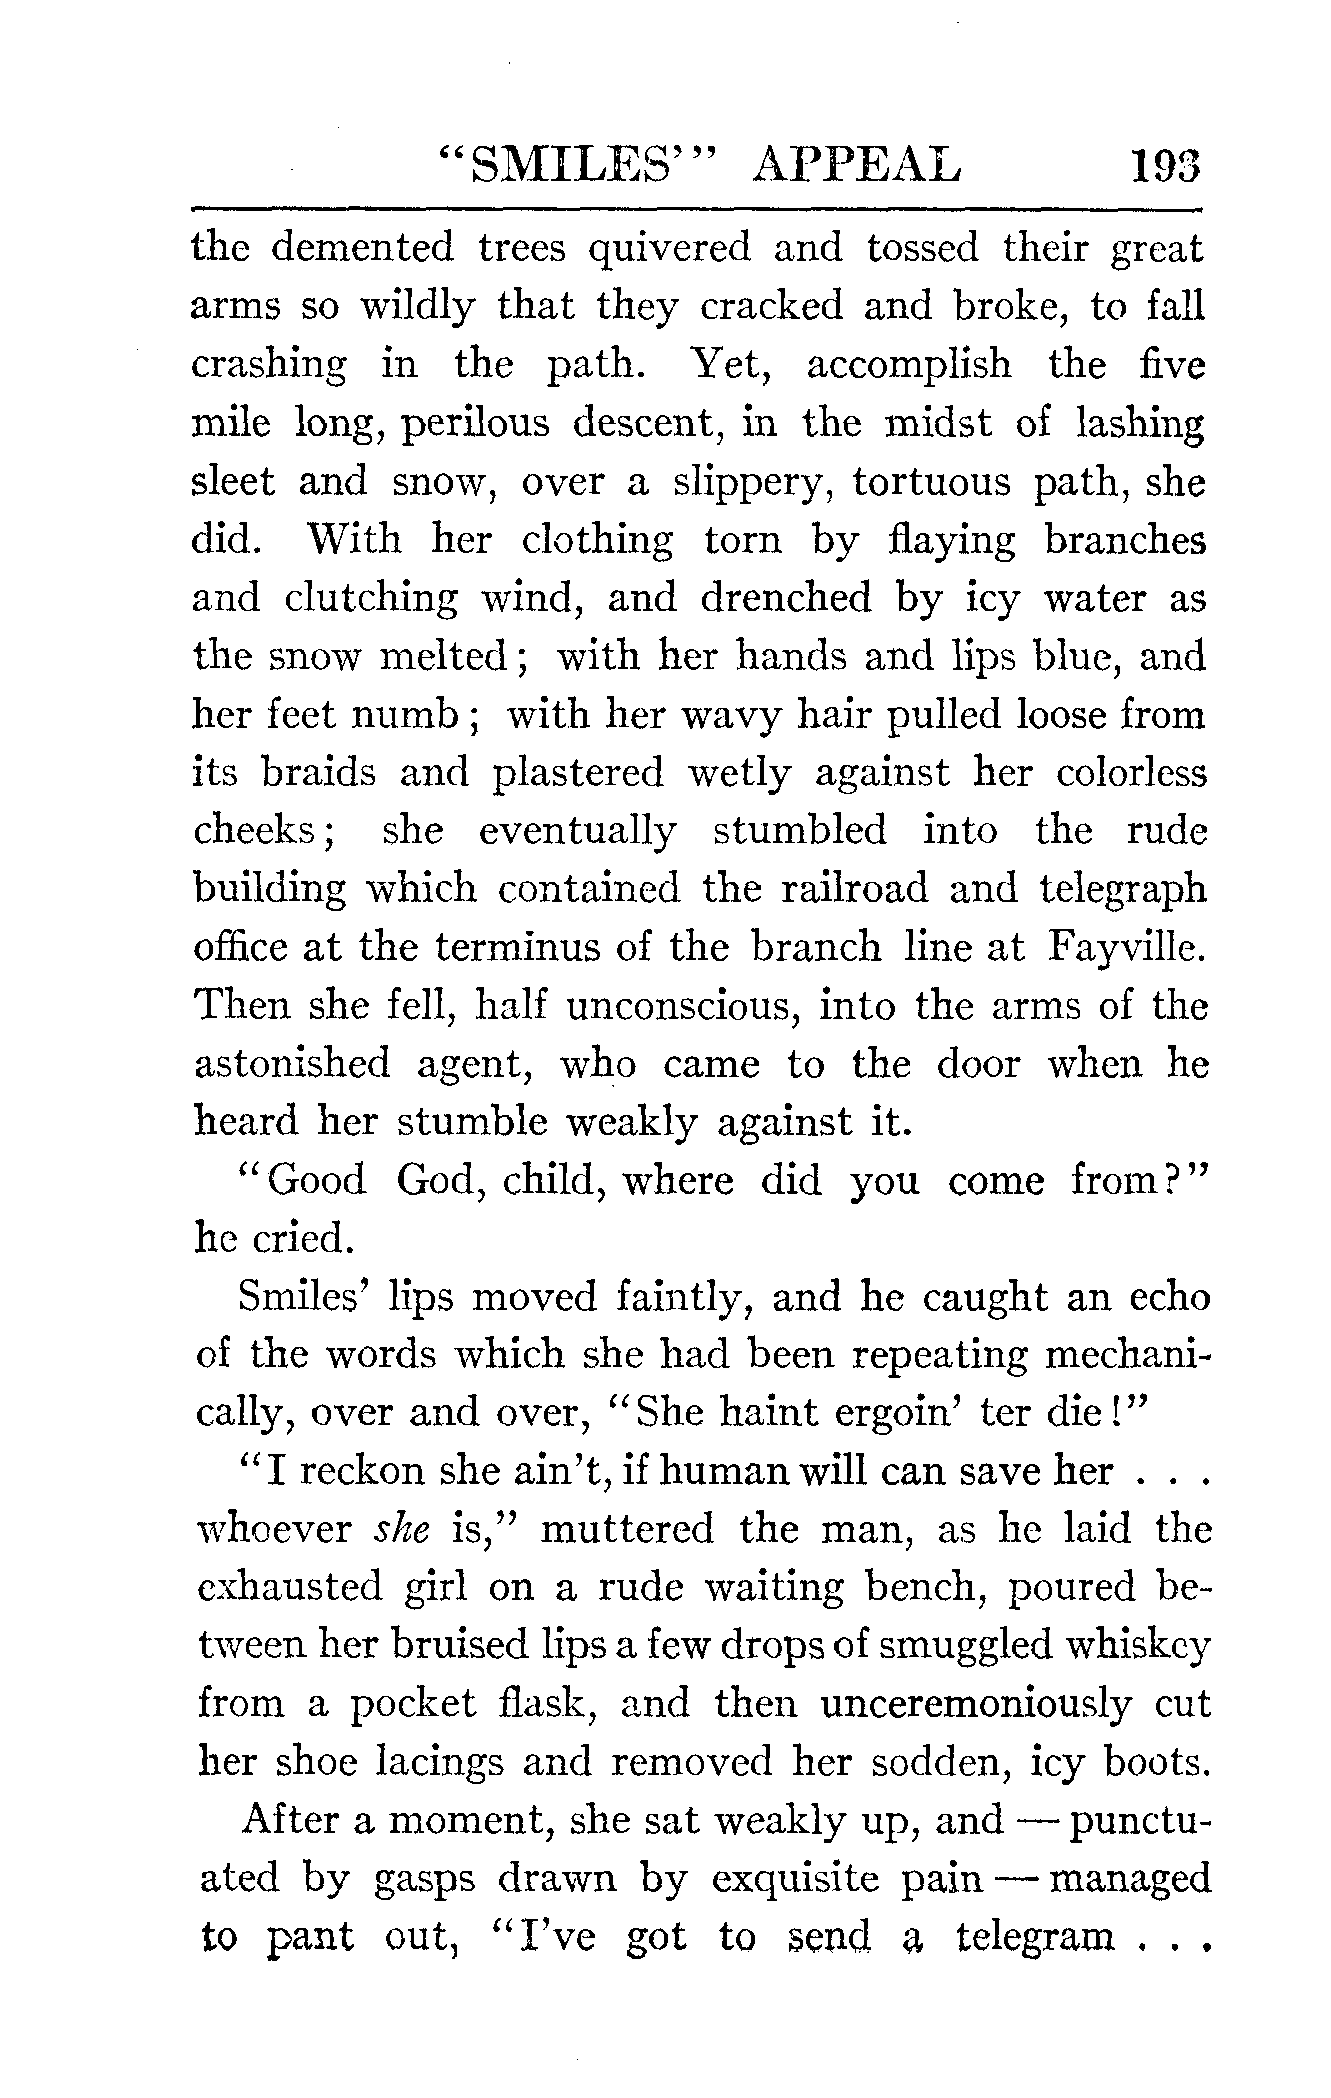 "SMILES'" APPEAL 193
the demented trees quivered and tossed their great
arms so wildly that they cracked and broke, to fall
crashing in the path. Yet, accomplish the five
mile long, perilous descent, in the midst of lashing
sleet and snow, over a slippery, tortuous path, she
did. With her clothing torn by flaying branches
and clutching wind, and drenched by icy water as
the snow melted; with her hands and lips blue, and
her feet numb; with her wavy hair pulled loose from
its braids and plastered wetly against her colorless
cheeks; she eventually stumbled into the rude
building which contained the railroad and telegraph
office at the terminus of the branch line at Fayville.
Then she fell, half unconscious, into the arms of the
astonished agent, who came to the door when he
heard her stumble weakly against it.
"Good God, child, where did you come from?"
he cried.
Smiles' lips moved faintly, and he caught an echo
of the words which she had been repeating mechani-
cally, over and over, "She haint ergoin' ter die!"
"I reckon she ain't, if human will can save her . . .
whoever she is," muttered the man, as he laid the
exhausted girl on a rude waiting bench, poured be-
tween her bruised lips a few drops of smuggled whiskey
from a pocket flask, and then unceremoniously cut
her shoe lacings and removed her sodden, icy boots.
After a moment, she sat weakly up, and — punctu-
ated by gasps drawn by exquisite pain — managed
to pant out, "I've got to send a telegram . . .